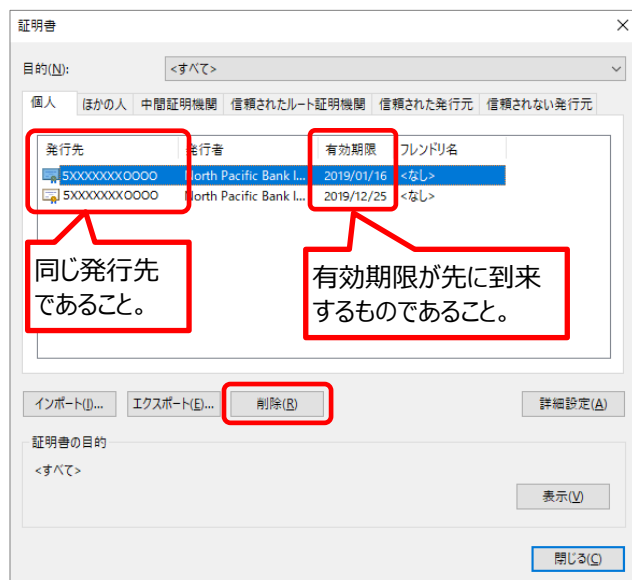 証明書
目的(N): <すべて>
個人 ほかの人 中間証明機関 信頼されたルート証明機関 信頼された発行元 信頼されない発行元
発行先 発行者 有効期限 フレンドリ名
5XXXXXXX0000 North Pacific Bank I... 2019/01/16 <なし>
5XXXXXXX0000 North Pacific Bank I... 2019/12/25 <なし>
同じ発行先
であること。
有効期限が先に到来
するものであること。
インポート(I)... エクスポート(E)... 削除(R) 詳細設定(A)
証明書の目的
<すべて>
表示(V)
閉じる(C)